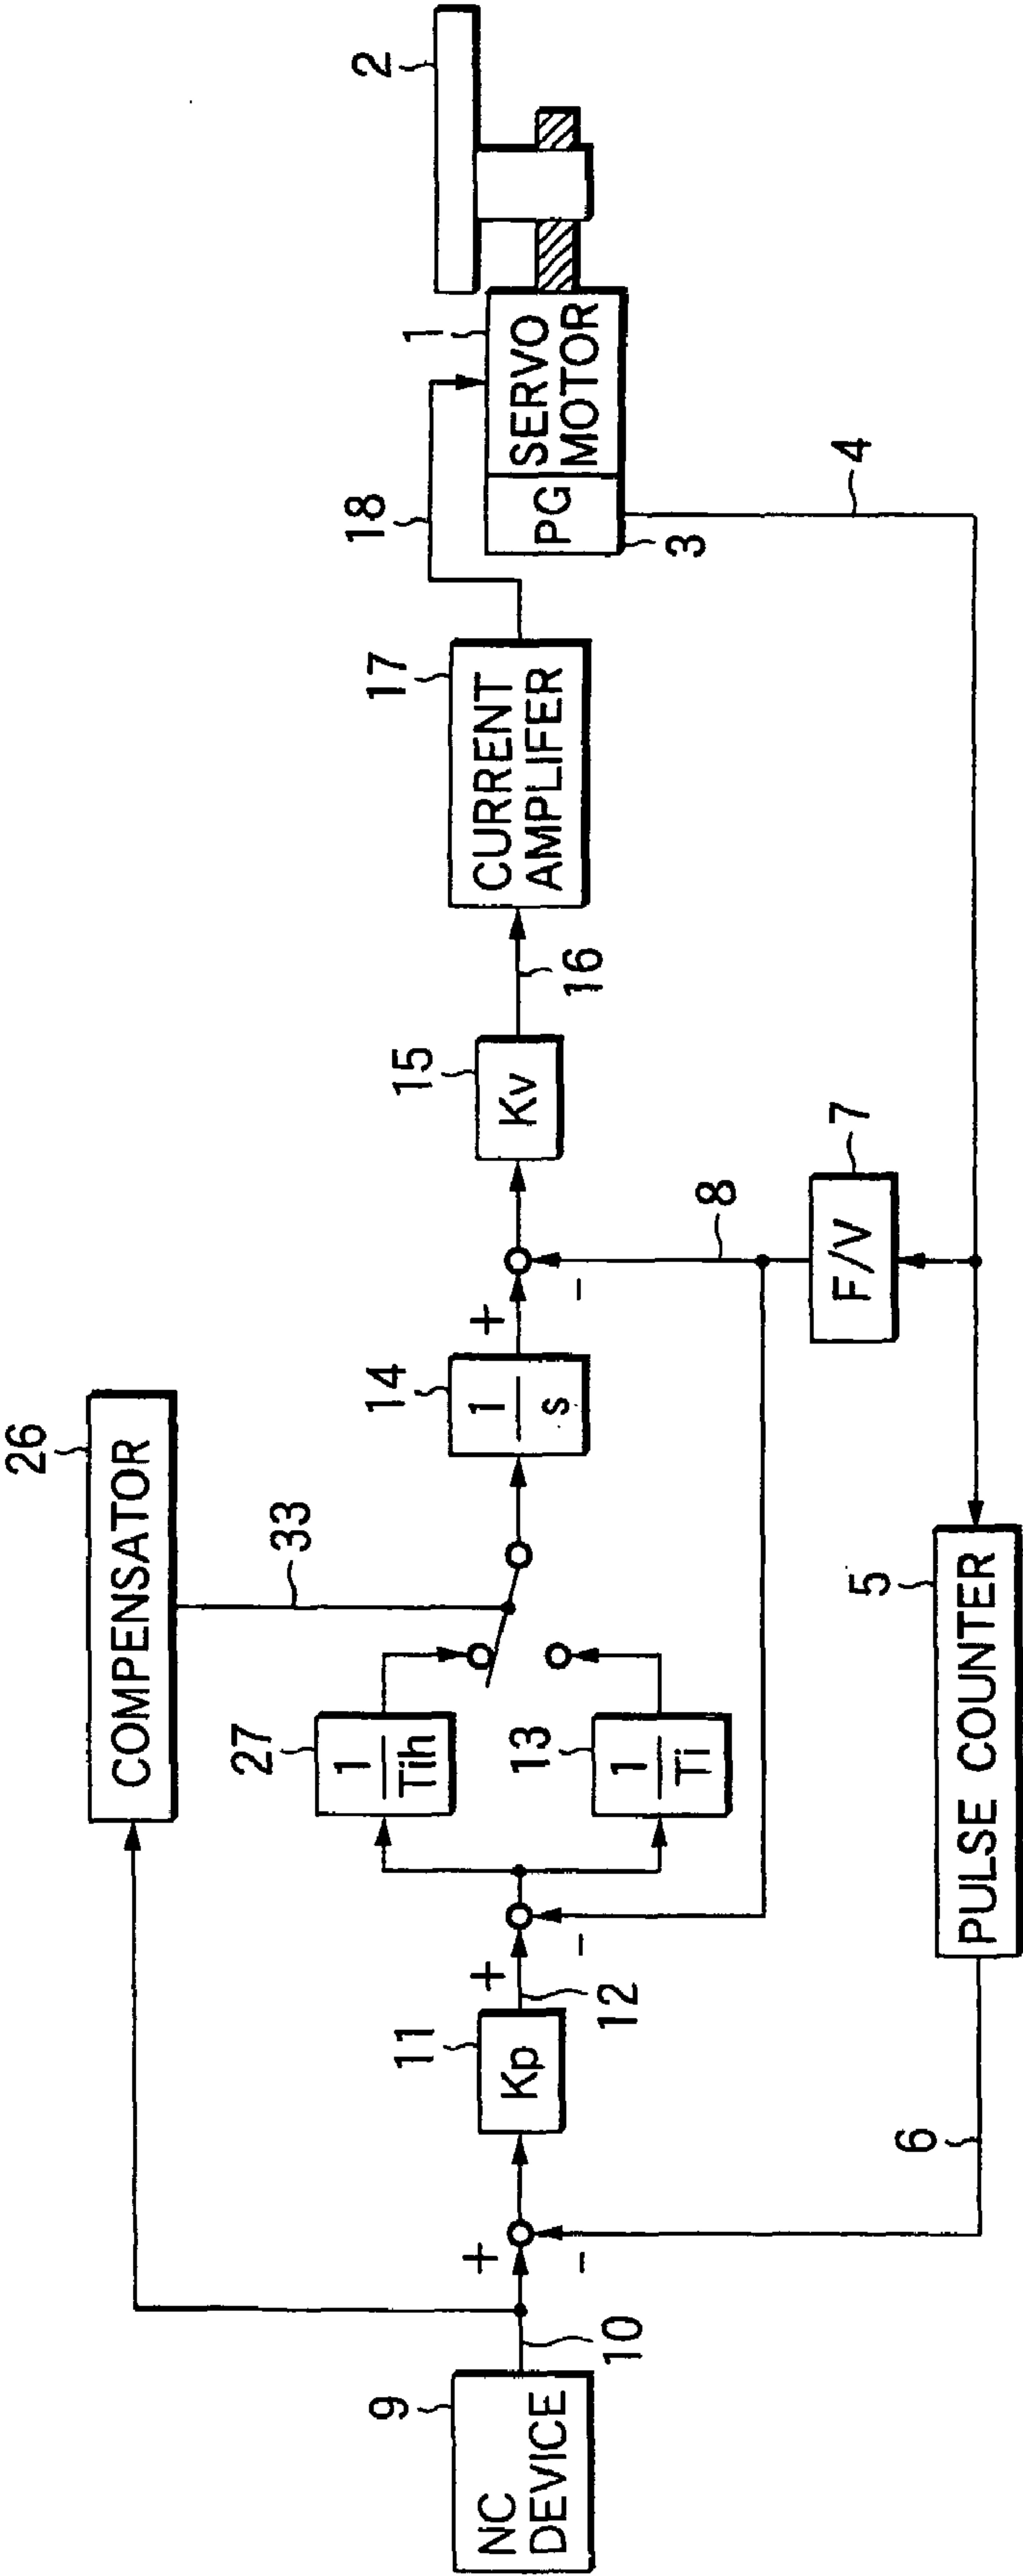 26
COMPENSATOR
33
27
1
Tih
13
1
Ti
9
NC
DEVICE
10
+
-
11
Kp
12
+
-
14
1
s
+
-
15
Kv
16
17
CURRENT
AMPLIFER
18
1
SERVO
MOTOR
PG
3
2
4
8
7
F/V
5
PULSE COUNTER
6